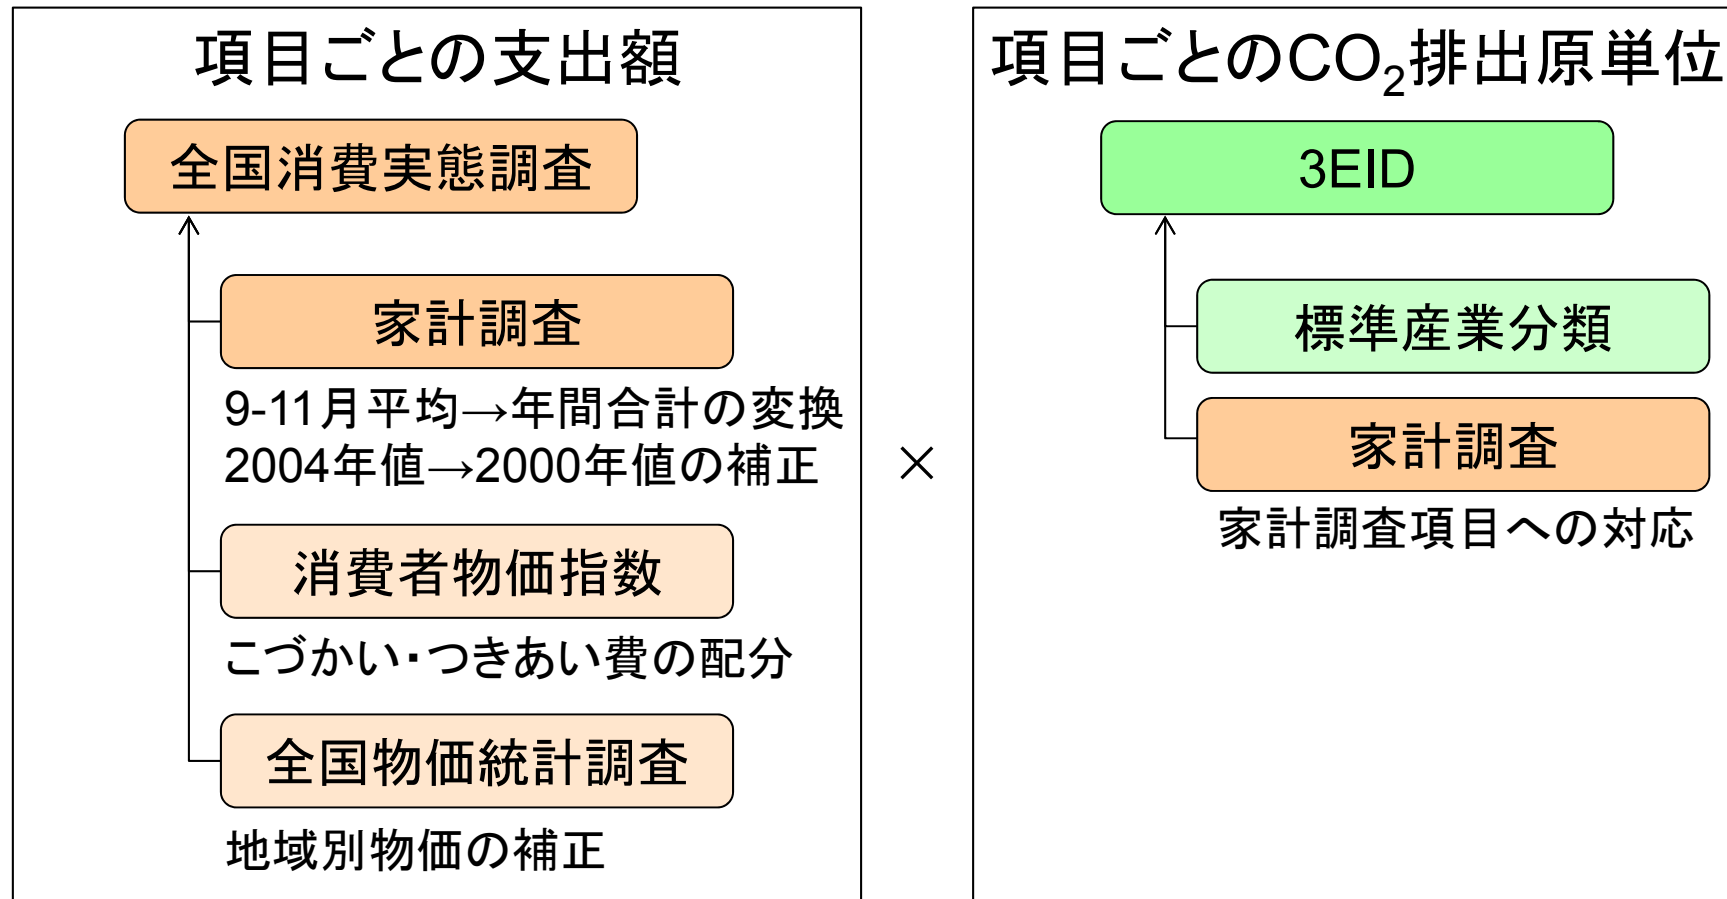 項目ごとの支出額
全国消費実態調査
家計調査
9-11月平均→年間合計の変換
2004年値→2000年値の補正
消費者物価指数
こづかい・つきあい費の配分
全国物価統計調査
地域別物価の補正
×
項目ごとのCO₂排出原単位
3EID
標準産業分類
家計調査
家計調査項目への対応